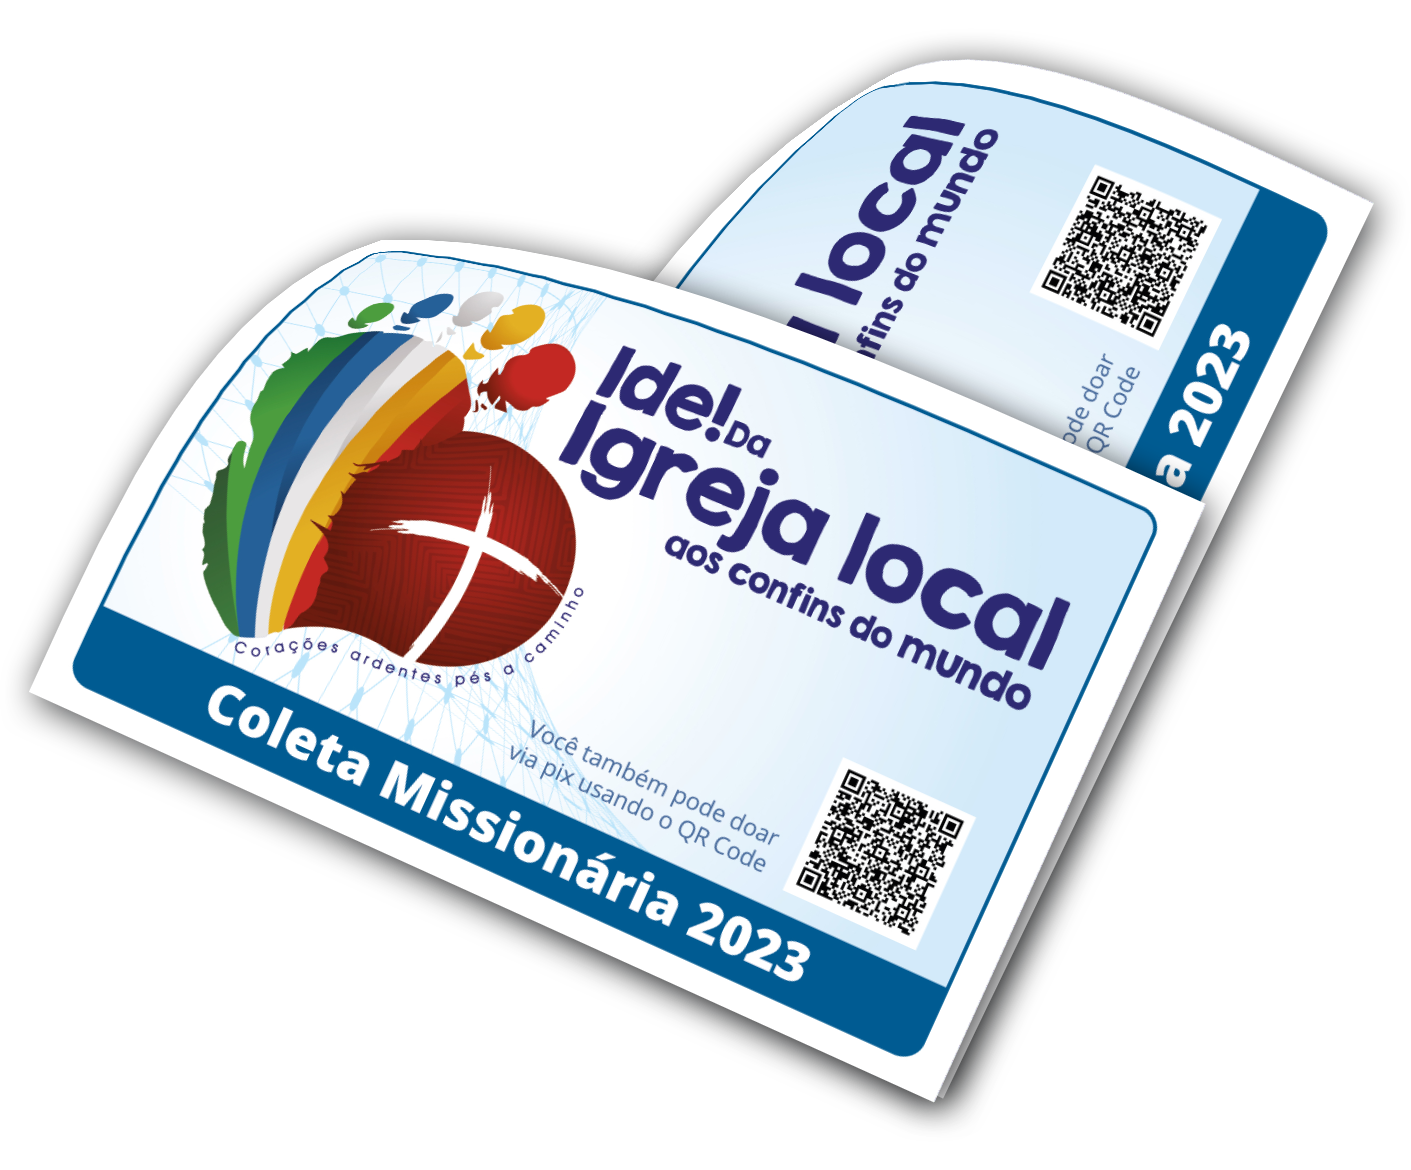 Ide! Da
Igreja local
aos confins do mundo
Corações ardentes pés a caminho
Você também pode doar
via pix usando o QR Code
Coleta Missionária 2023
local
confins do mundo
pode doar
QR Code
a 2023